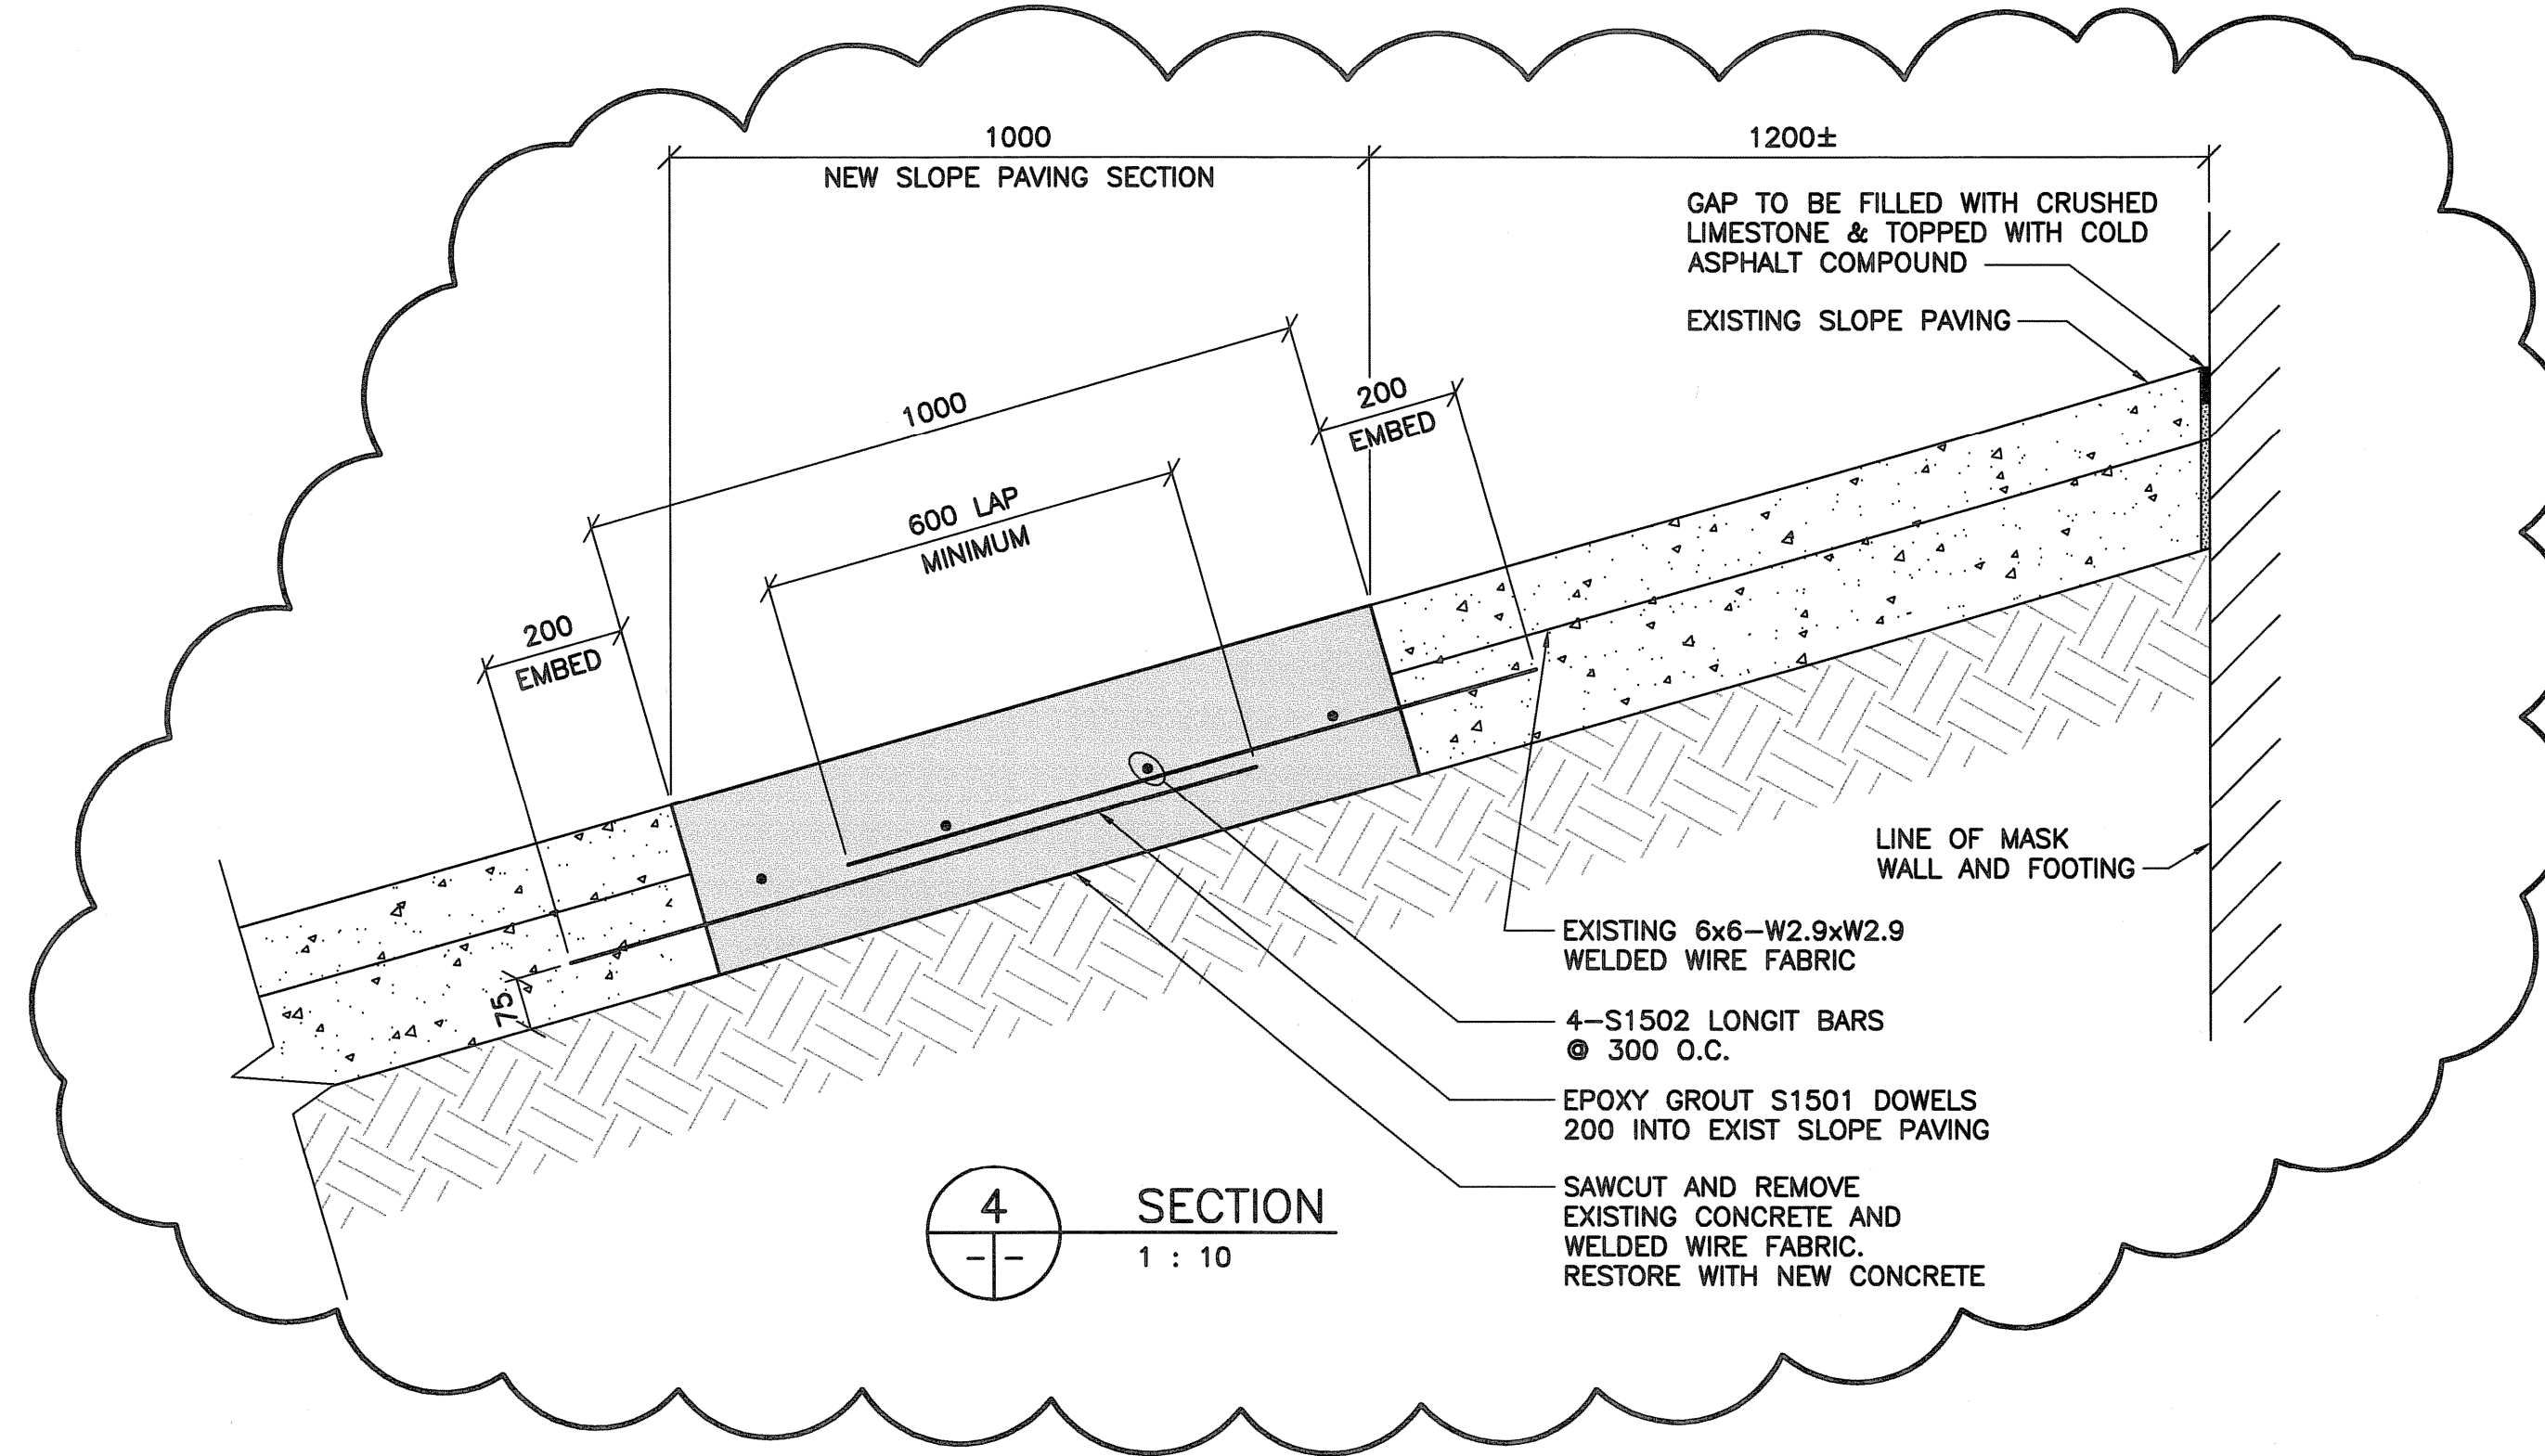 1000
NEW SLOPE PAVING SECTION
1200±
GAP TO BE FILLED WITH CRUSHED
LIMESTONE & TOPPED WITH COLD
ASPHALT COMPOUND
EXISTING SLOPE PAVING
1000
200
EMBED
600 LAP
MINIMUM
200
EMBED
75
LINE OF MASK
WALL AND FOOTING
EXISTING 6x6-W2.9xW2.9
WELDED WIRE FABRIC
4-S1502 LONGIT BARS
@ 300 O.C.
EPOXY GROUT S1501 DOWELS
200 INTO EXIST SLOPE PAVING
SAWCUT AND REMOVE
EXISTING CONCRETE AND
WELDED WIRE FABRIC.
RESTORE WITH NEW CONCRETE
4
- -
SECTION
1 : 10